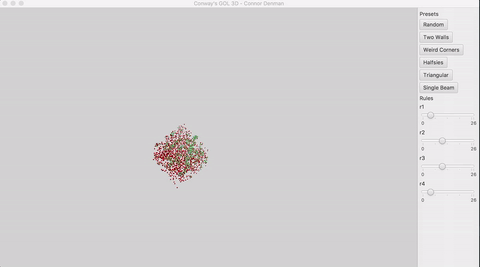 Conway's GOL 3D - Connor Denman
Presets
Random
Two Walls
Weird Corners
Halfsies
Triangular
Single Beam
Rules
r1
0 26
r2
0 26
r3
0 26
r4
0 26